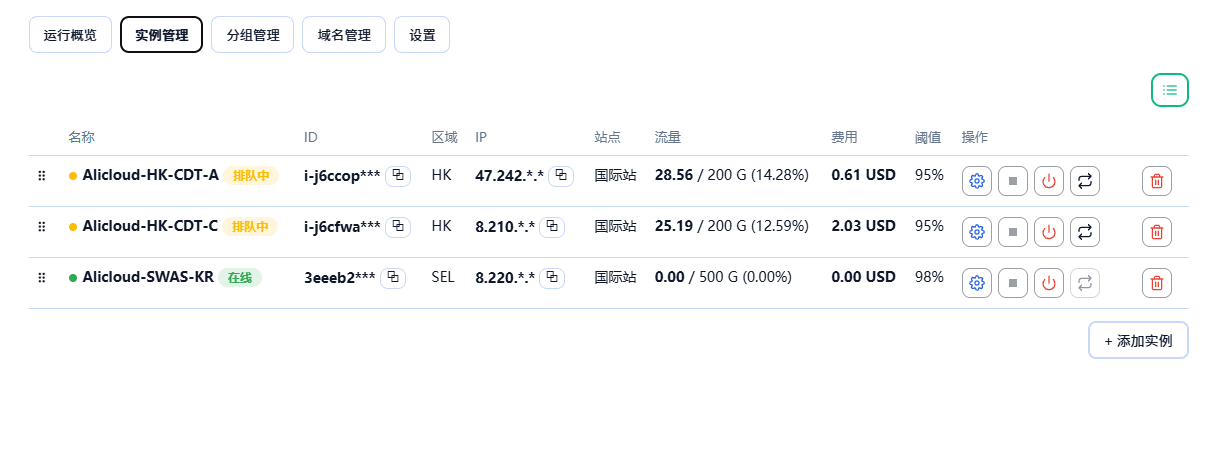 运行概览 实例管理 分组管理 域名管理 设置
名称 ID 区域 IP 站点 流量 费用 阈值 操作
Alicloud-HK-CDT-A 排队中 i-j6ccop*** HK 47.242.*.* 国际站 28.56 / 200 G (14.28%) 0.61 USD 95%
Alicloud-HK-CDT-C 排队中 i-j6cfwa*** HK 8.210.*.* 国际站 25.19 / 200 G (12.59%) 2.03 USD 95%
Alicloud-SWAS-KR 在线 3eeeb2*** SEL 8.220.*.* 国际站 0.00 / 500 G (0.00%) 0.00 USD 98%
+ 添加实例